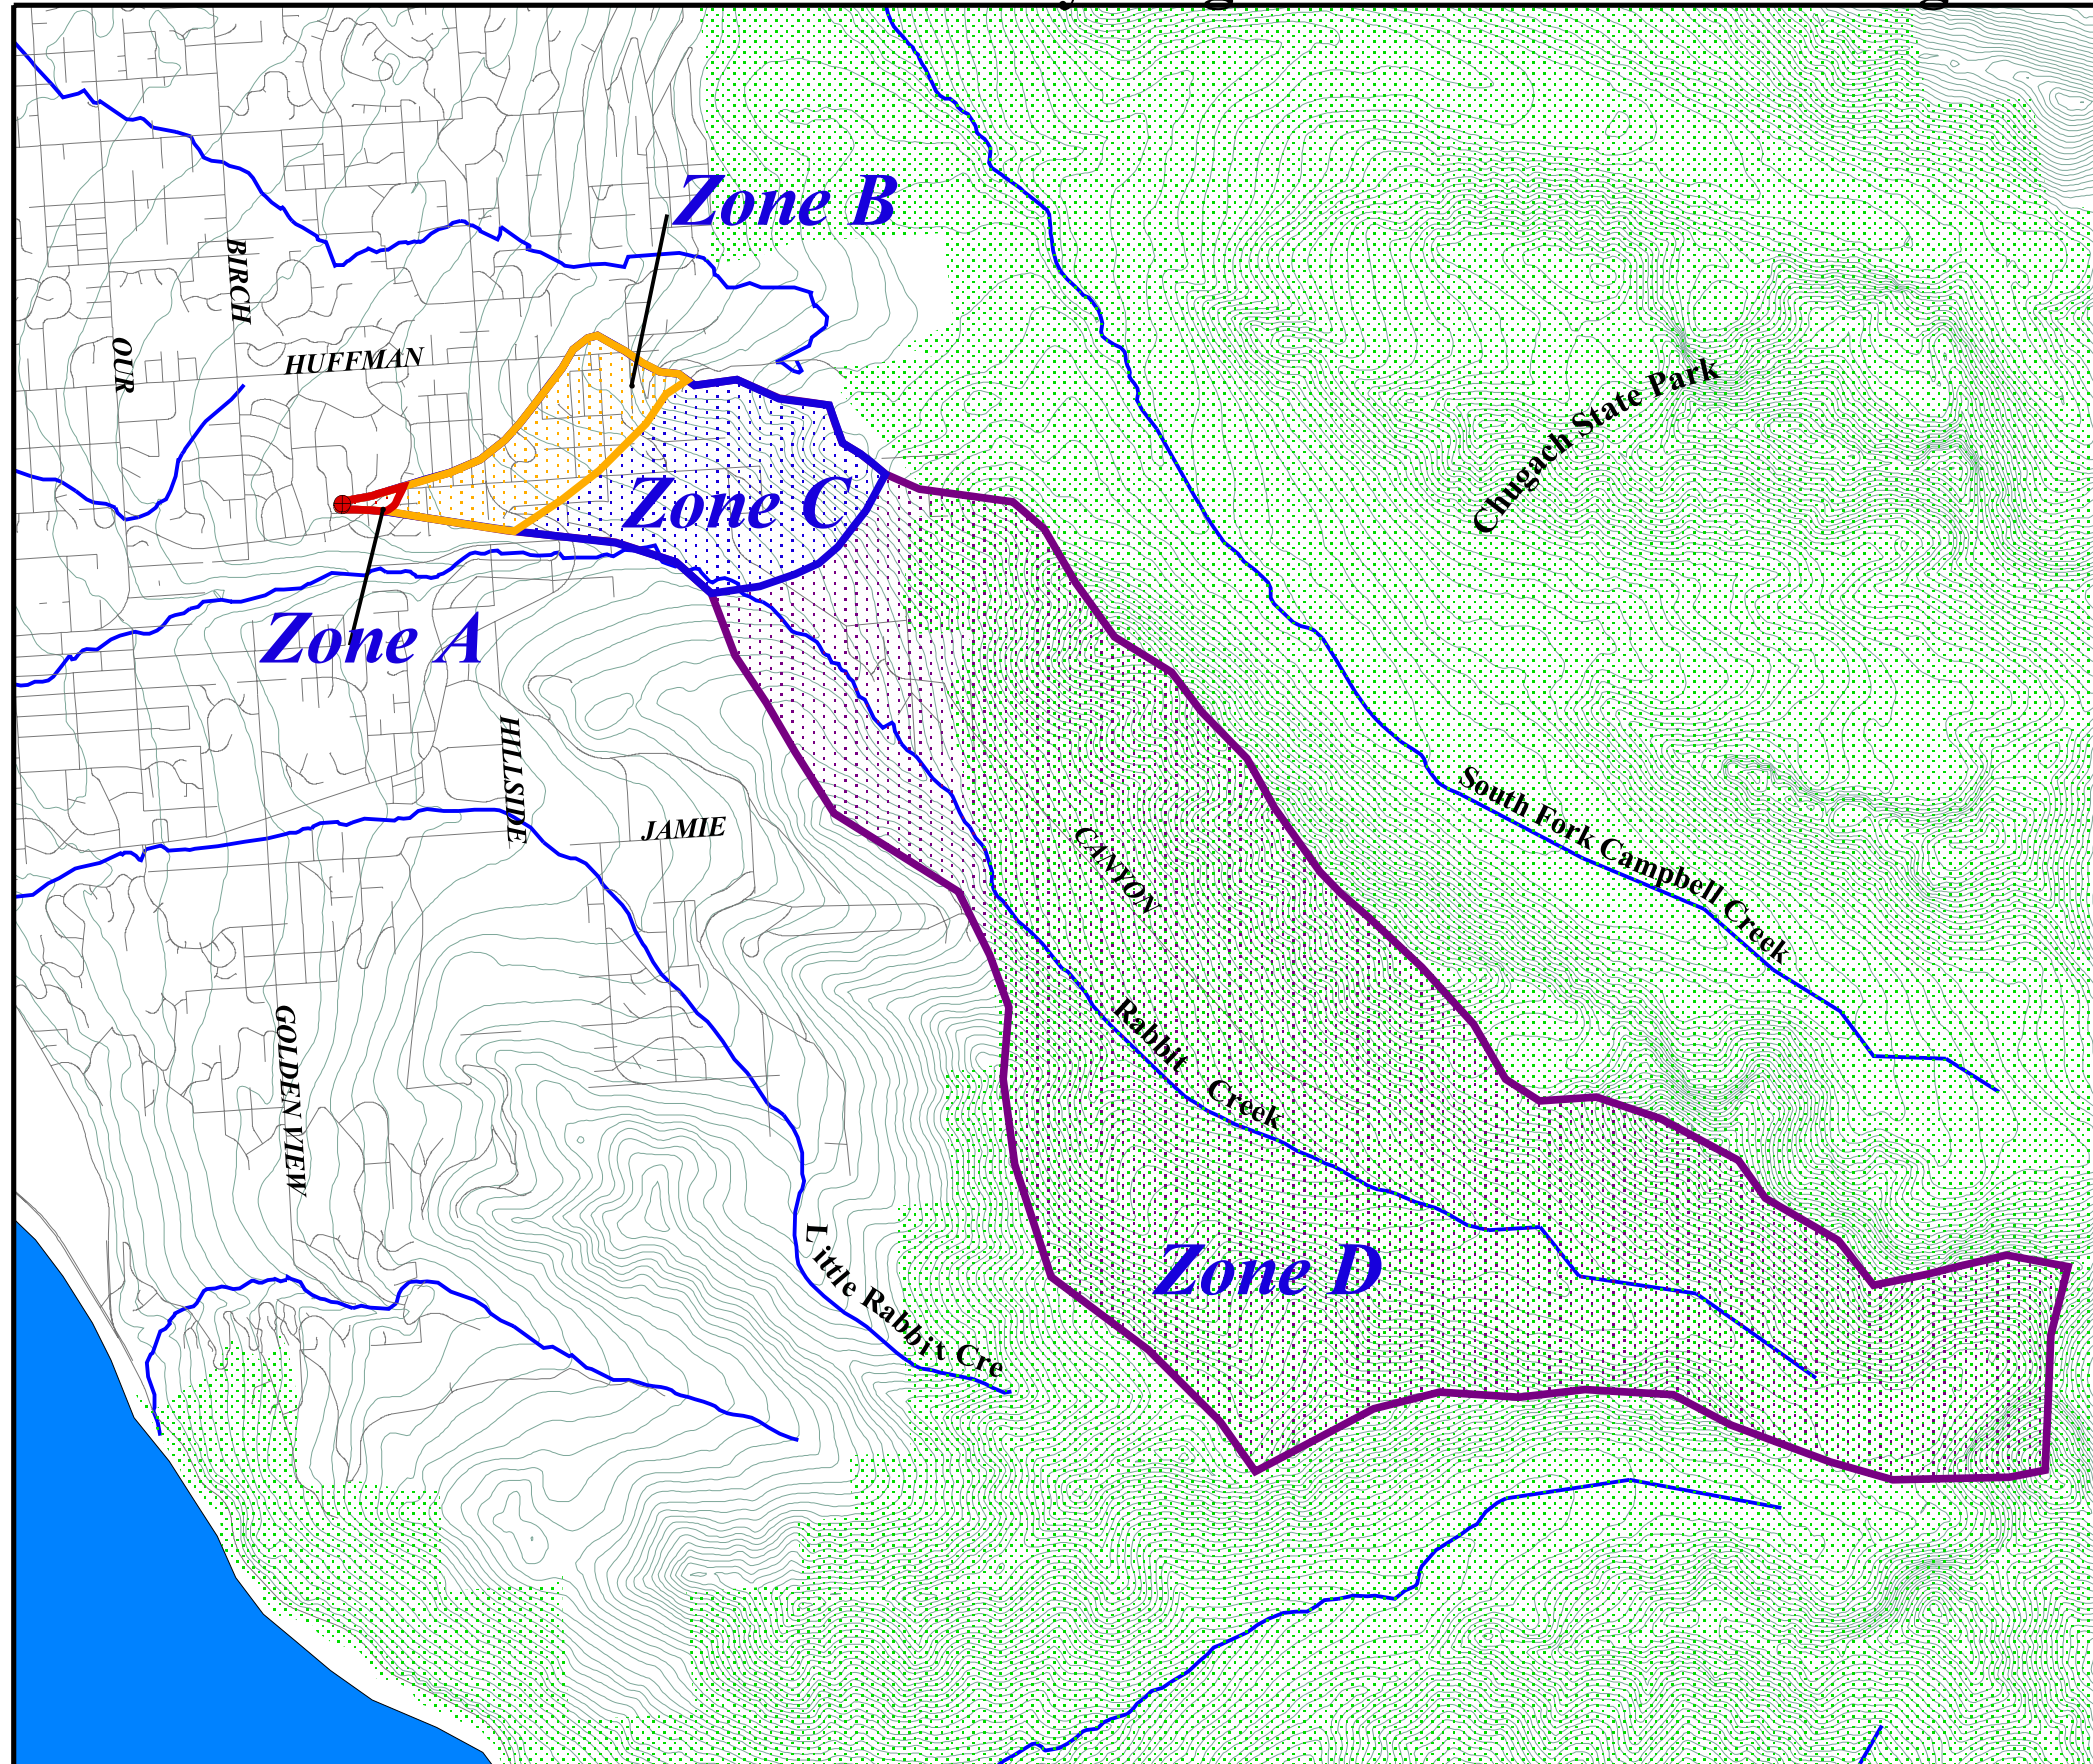 Zone B
BIRCH
OUR
HUFFMAN
Chugach State Park
Zone C
Zone A
HILLSIDE
JAMIE
CANYON
South Fork Campbell Creek
Rabbit Creek
GOLDEN VIEW
Zone D
Little Rabbit Cre